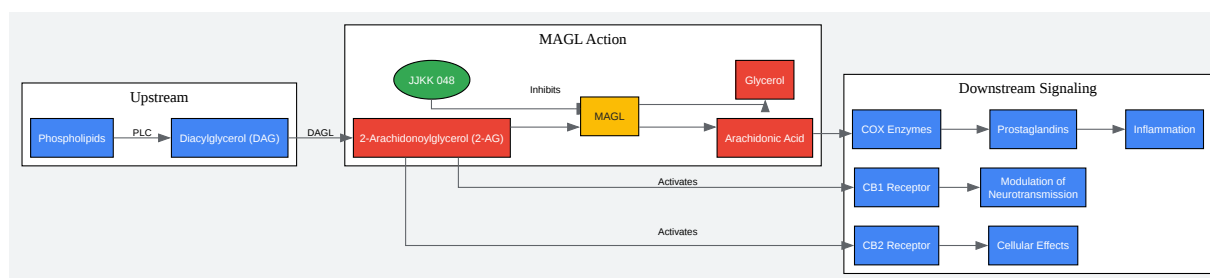 MAGL Action
JJKK 048
Glycerol
Inhibits
MAGL
Upstream
Phospholipids
PLC
Diacylglycerol (DAG)
DAGL
2-Arachidonoylglycerol (2-AG)
Arachidonic Acid
Downstream Signaling
COX Enzymes
Prostaglandins
Inflammation
Activates
CB1 Receptor
Modulation of
Neurotransmission
Activates
CB2 Receptor
Cellular Effects